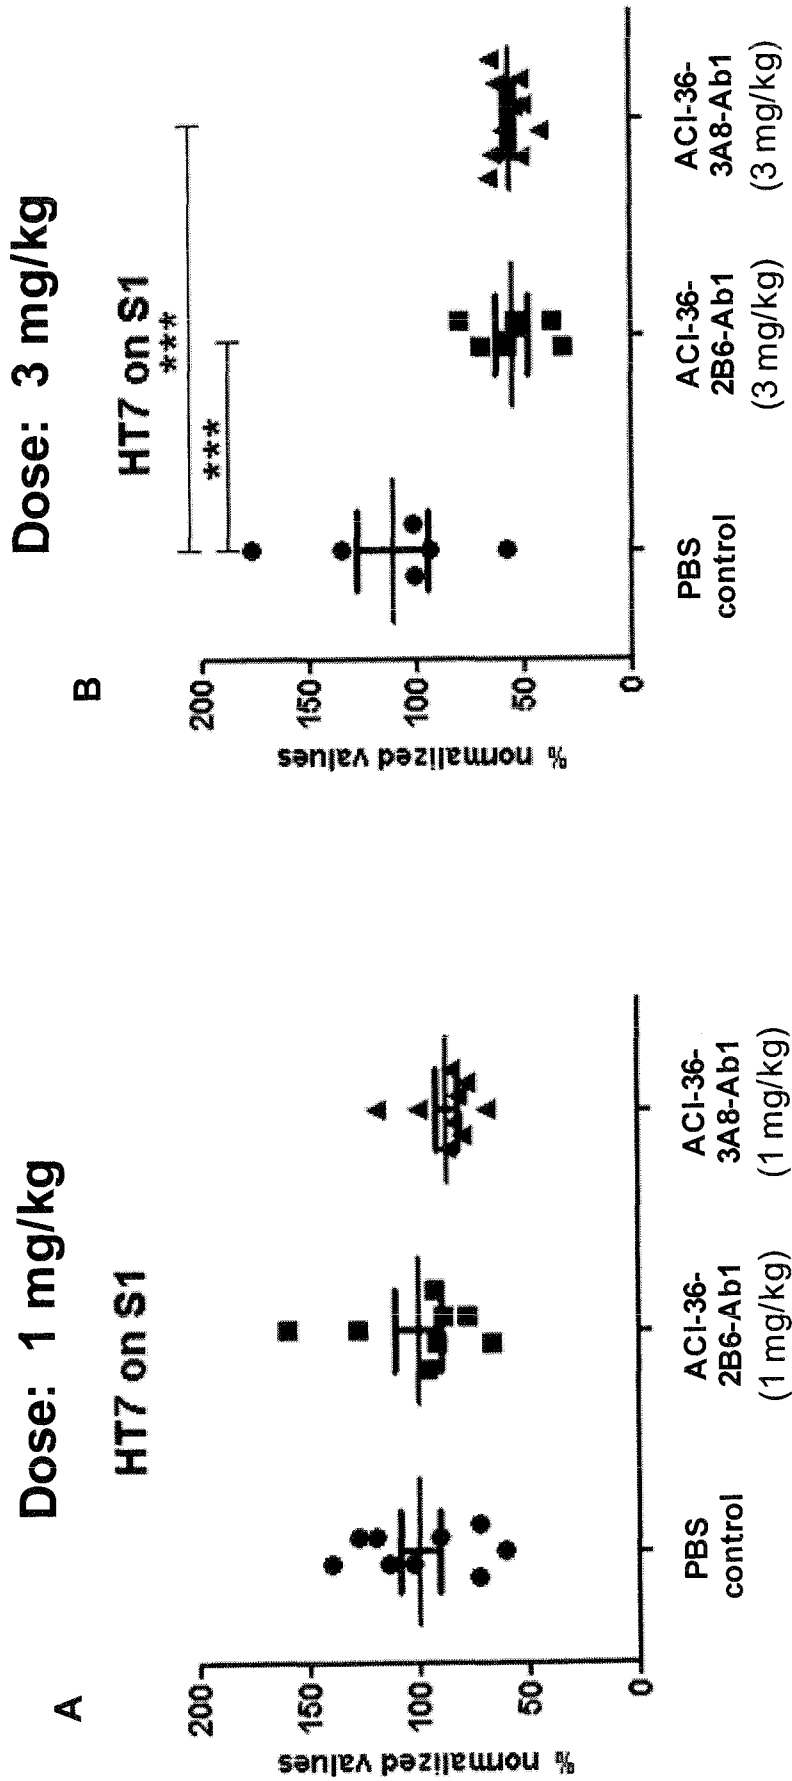 A
Dose: 1 mg/kg
HT7 on S1
% normalized values
200
150
100
50
0
PBS
control
ACI-36-
2B6-Ab1
(1 mg/kg)
ACI-36-
3A8-Ab1
(1 mg/kg)
B
Dose: 3 mg/kg
HT7 on S1
***
***
% normalized values
200
150
100
50
0
PBS
control
ACI-36-
2B6-Ab1
(3 mg/kg)
ACI-36-
3A8-Ab1
(3 mg/kg)